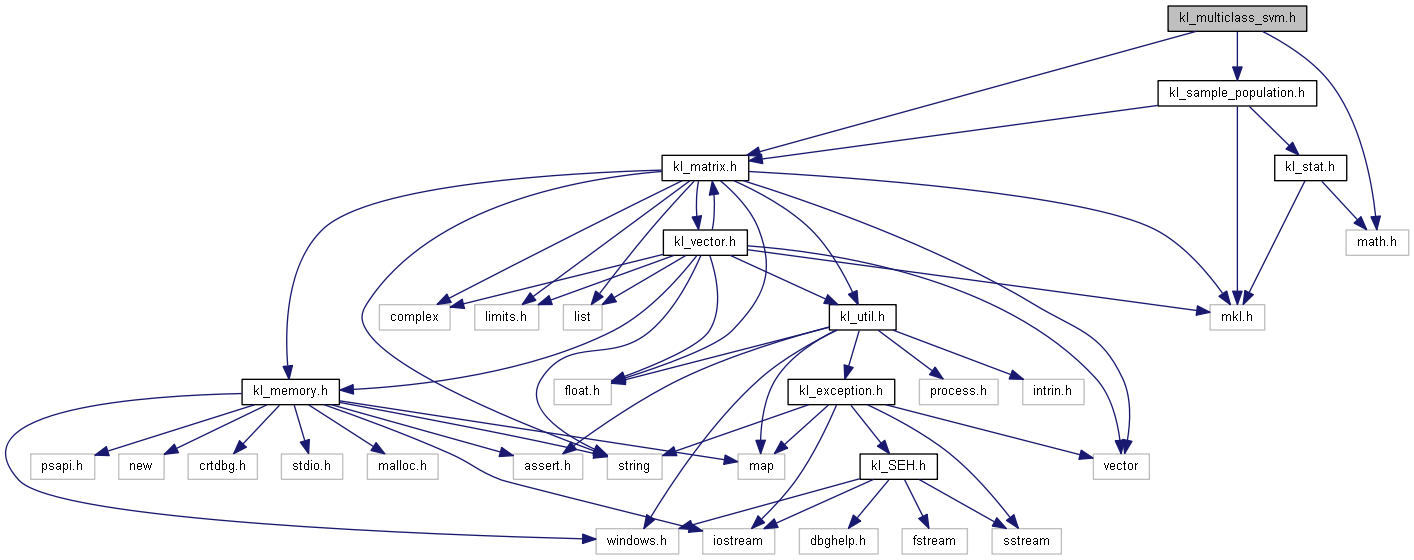 kl_multiclass_svm.h
kl_sample_population.h
kl_matrix.h
kl_stat.h
kl_vector.h
math.h
complex
limits.h
list
kl_util.h
mkl.h
kl_memory.h
float.h
kl_exception.h
process.h
intrin.h
psapi.h
new
crtdbg.h
stdio.h
malloc.h
assert.h
string
map
kl_SEH.h
vector
windows.h
iostream
dbghelp.h
fstream
sstream